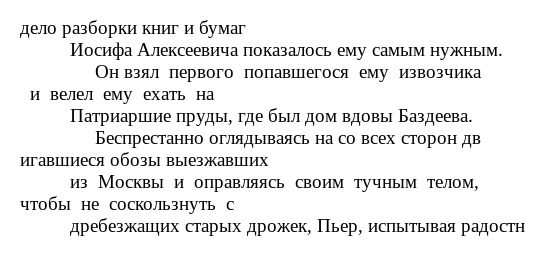 дело разборки книг и бумаг
Иосифа Алексеевича показалось ему самым нужным.
Он взял первого попавшегося ему извозчика
и велел ему ехать на
Патриаршие пруды, где был дом вдовы Баздеева.
Беспрестанно оглядываясь на со всех сторон дв
игавшиеся обозы выезжавших
из Москвы и оправляясь своим тучным телом,
чтобы не соскользнуть с
дребезжащих старых дрожек, Пьер, испытывая радостн